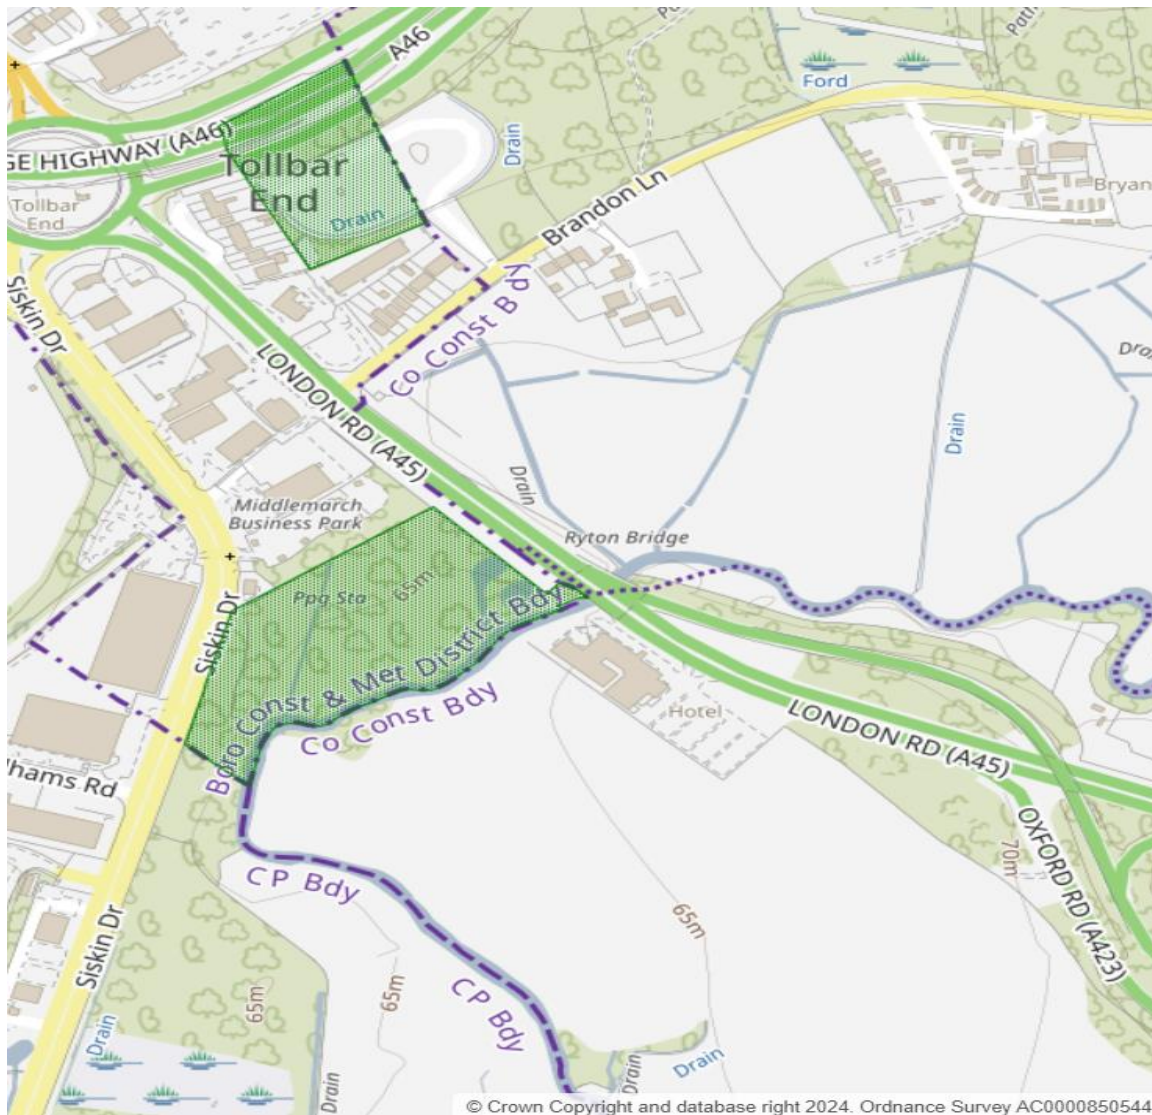 A46
Path
Ford
GE HIGHWAY (A46)
Tollbar
End
Drain
Tollbar
End
Drain
Brandon Ln
Bryan
Siskin Dr
Co Const Bdy
LONDON RD (A45)
Drain
Drain
Middlemarch
Business Park
Ryton Bridge
Ppg Sta
65m
Siskin Dr
Boro Const & Met District Bdy
Co Const Bdy
Hotel
LONDON RD (A45)
hams Rd
OXFORD RD (A423)
70m
CP Bdy
65m
Siskin Dr
65m
65m
CP Bdy
Drain
Drain
Drain
Drain
© Crown Copyright and database right 2024. Ordnance Survey AC0000850544